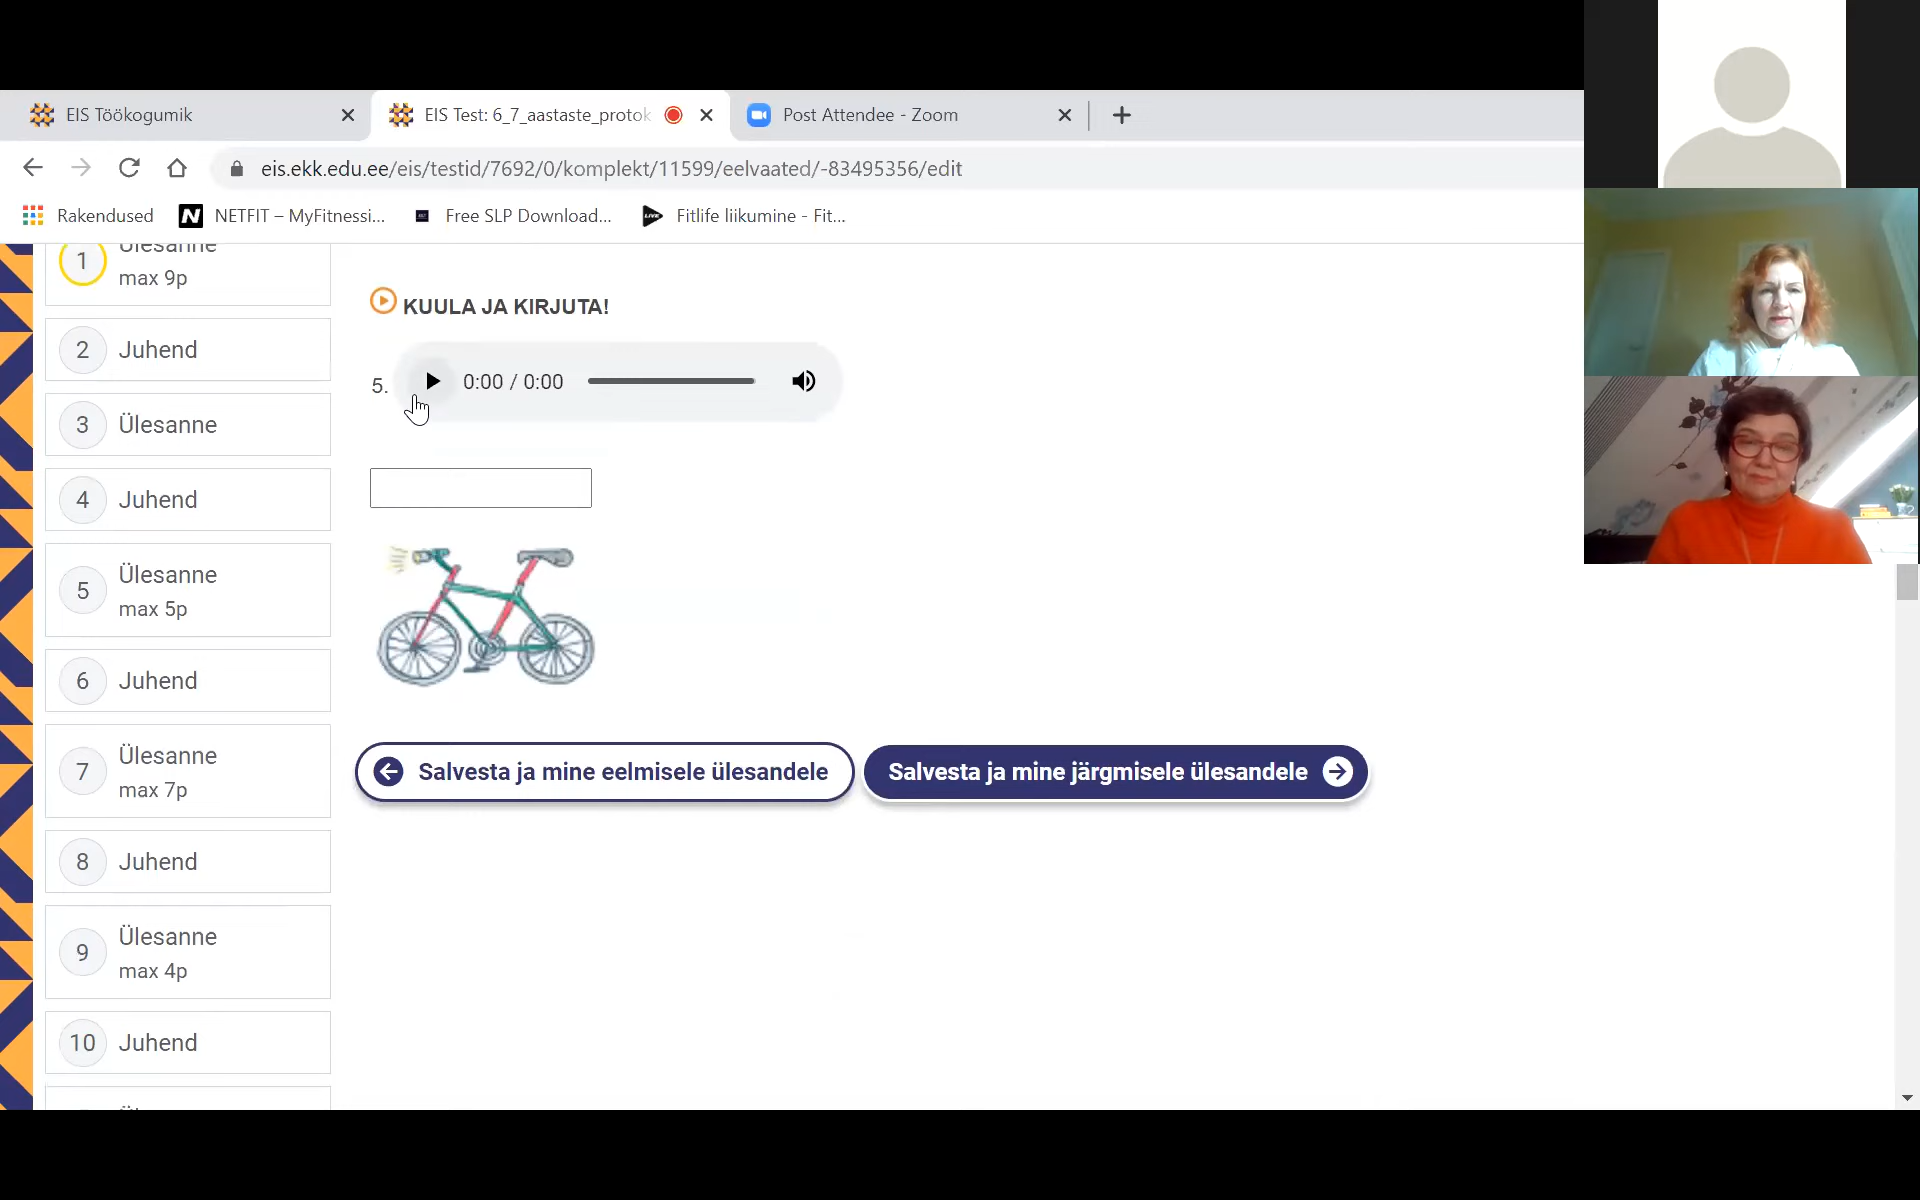 EIS Töökogumik
EIS Test: 6_7_aastaste_protok
Post Attendee - Zoom
eis.ekk.edu.ee/eis/testid/7692/0/komplekt/11599/eelvaated/-83495356/edit
Rakendused
NETFIT – MyFitnessi...
Free SLP Download...
LIVE
Fitlife liikumine - Fit...
1
Ülesanne
max 9p
2
Juhend
3
Ülesanne
4
Juhend
5
Ülesanne
max 5p
6
Juhend
7
Ülesanne
max 7p
8
Juhend
9
Ülesanne
max 4p
10
Juhend
KUULA JA KIRJUTA!
5.
0:00 / 0:00
Salvesta ja mine eelmisele ülesandele
Salvesta ja mine järgmisele ülesandele